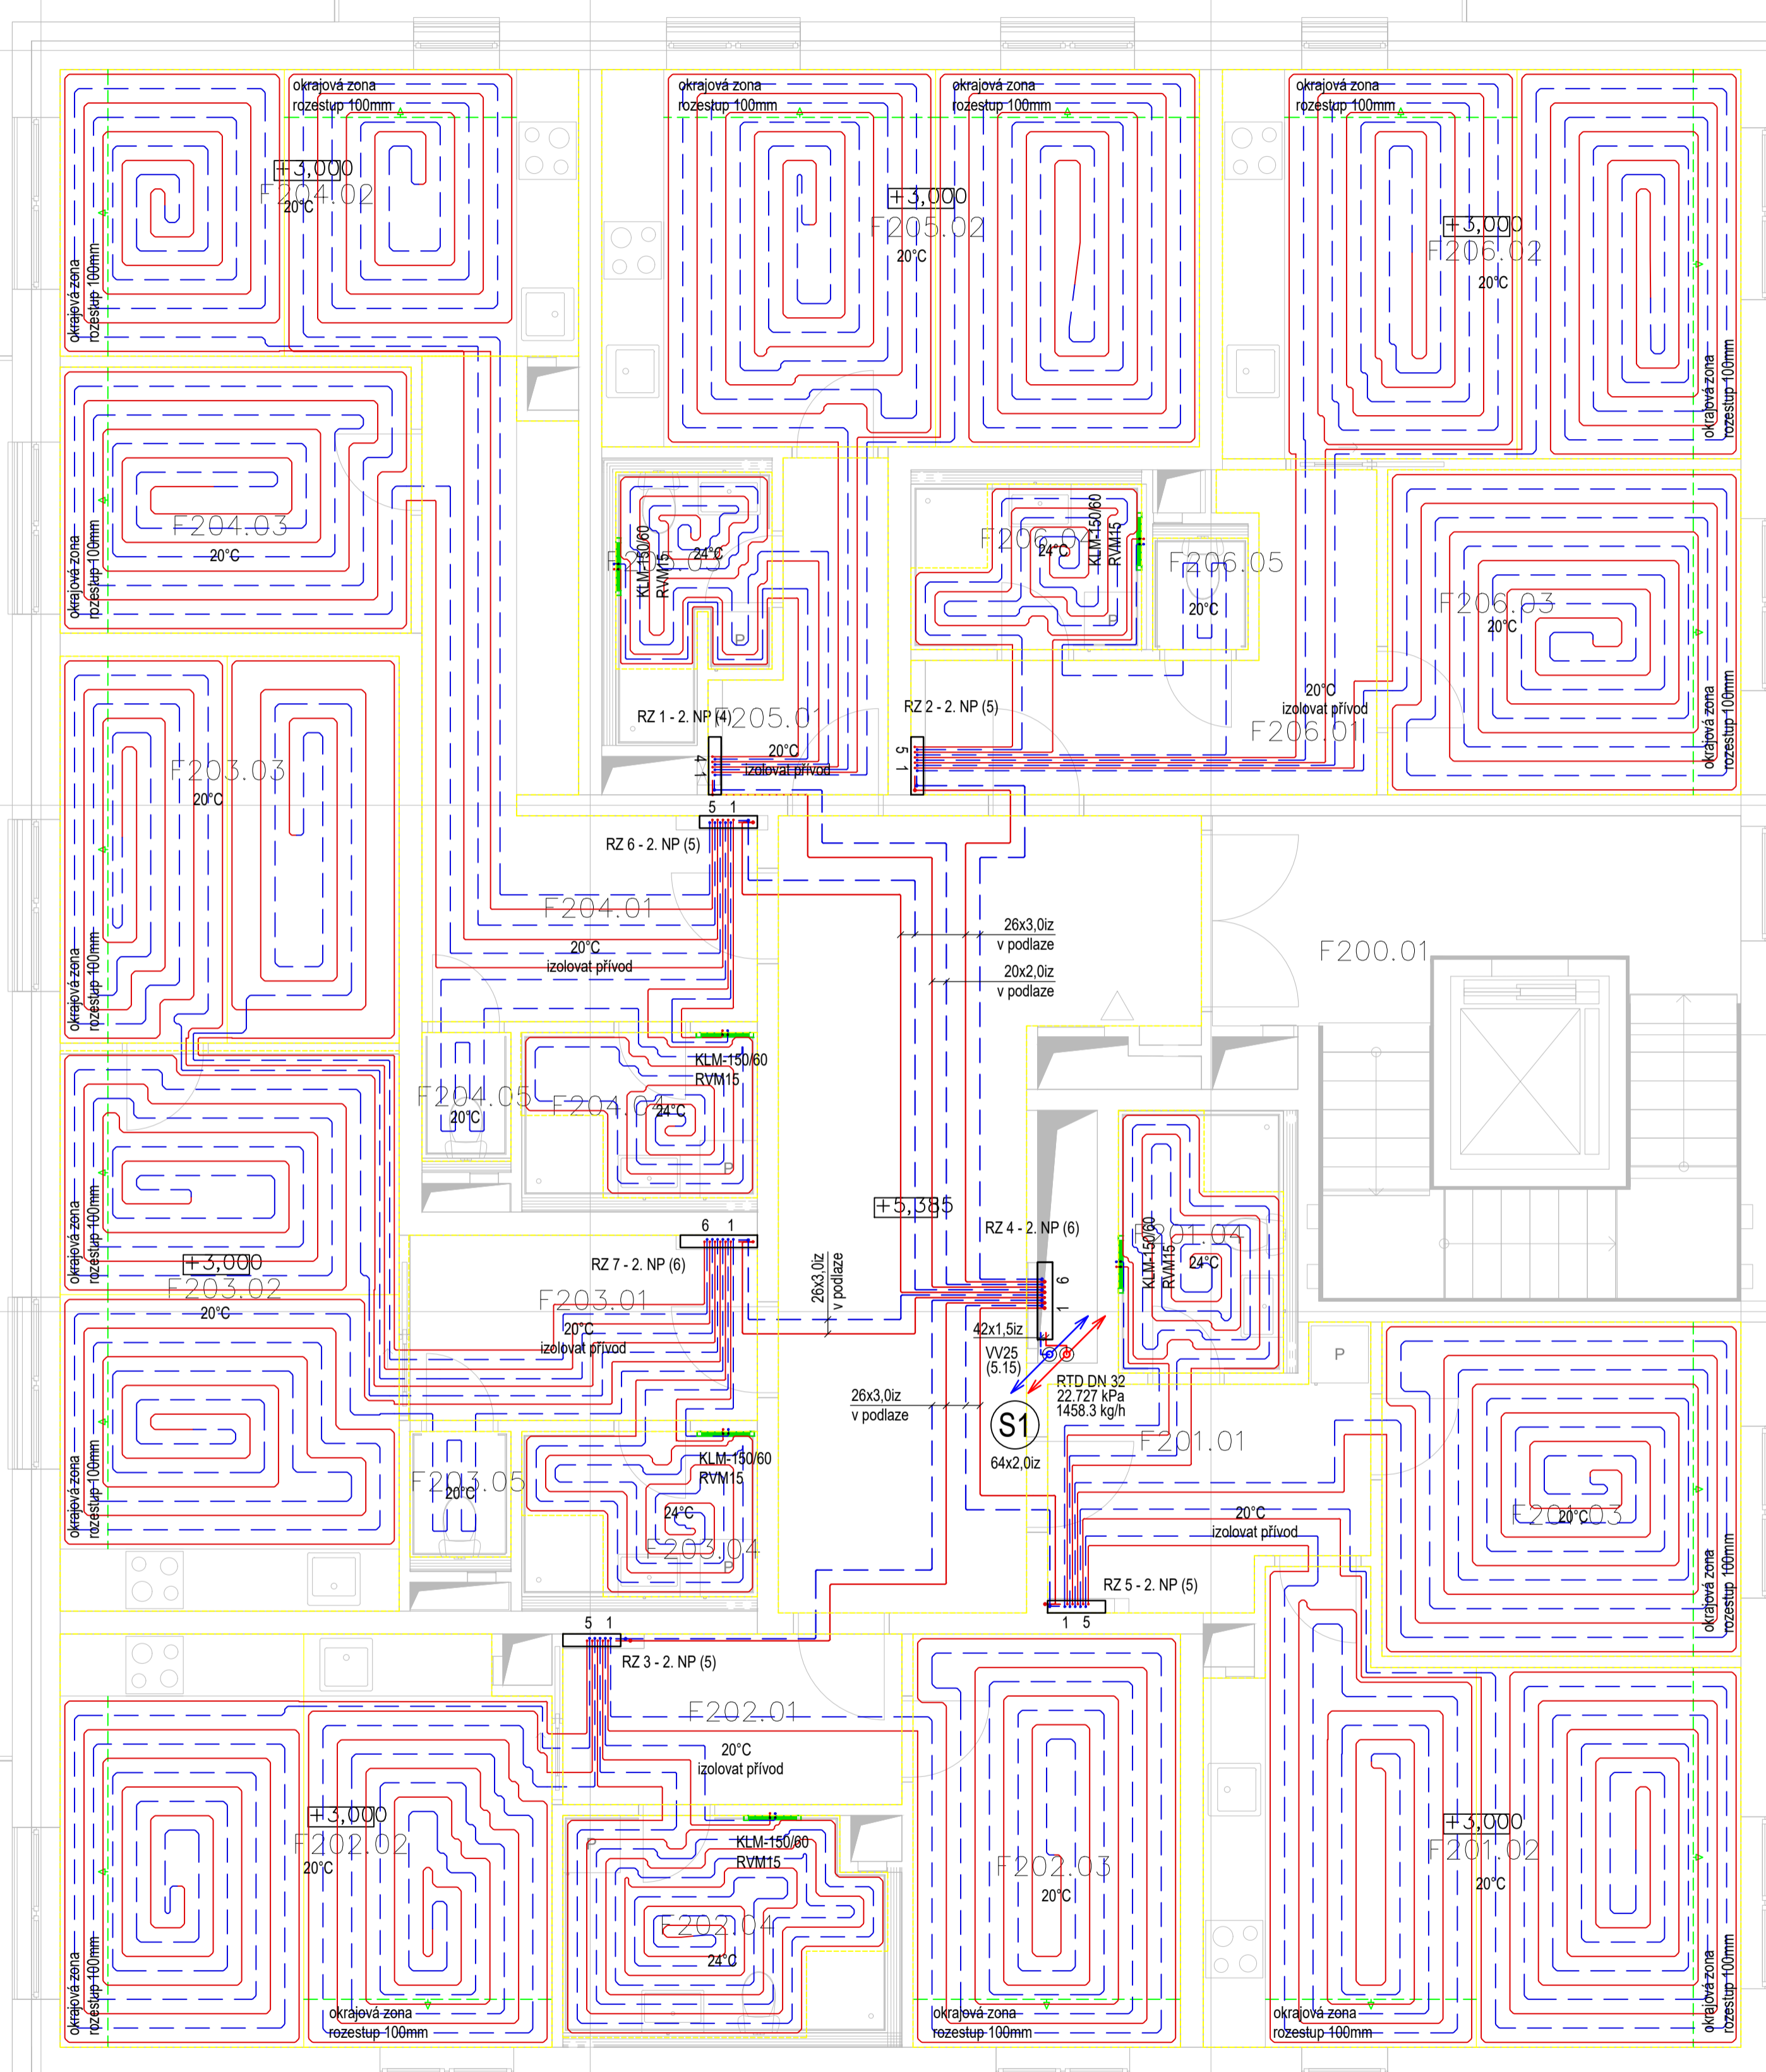 okrajová zona
rozestup 100mm
okrajová zona
rozestup 100mm
okrajová zona
rozestup 100mm
okrajová zona
rozestup 100mm
+3,000
F204.02
20°C
okrajová zona
rozestup 100mm
+3,000
F205.02
20°C
+3,000
F206.02
20°C
okrajová zona
rozestup 100mm
F204.03
20°C
okrajová zona
rozestup 100mm
KLM-150/60
RVM15
F205.03
24°C
P
F206.04
24°C
KLM-150/60
RVM15
P
F206.05
20°C
F206.03
20°C
okrajová zona
rozestup 100mm
RZ 1 - 2. NP (4)
F205.01
20°C
izolovat přívod
4 1
RZ 2 - 2. NP (5)
5 1
20°C
izolovat přívod
F206.01
F203.03
20°C
okrajová zona
rozestup 100mm
5 1
RZ 6 - 2. NP (5)
F204.01
20°C
izolovat přívod
26x3,0iz
v podlaze
20x2,0iz
v podlaze
F200.01
KLM-150/60
RVM15
F204.05
20°C
F204.04
24°C
P
+5,385
+3,000
F203.02
20°C
okrajová zona
rozestup 100mm
6 1
RZ 7 - 2. NP (6)
F203.01
20°C
izolovat přívod
26x3,0iz
v podlaze
RZ 4 - 2. NP (6)
6
1
KLM-150/60
RVM15
F201.04
24°C
42x1,5iz
VV25
(5.15)
RTD DN 32
22.727 kPa
1458.3 kg/h
26x3,0iz
v podlaze
S1
64x2,0iz
P
F201.01
20°C
izolovat přívod
F201.03
20°C
okrajová zona
rozestup 100mm
okrajová zona
rozestup 100mm
KLM-150/60
RVM15
F203.05
20°C
24°C
F203.04
P
RZ 5 - 2. NP (5)
1 5
5 1
RZ 3 - 2. NP (5)
F202.01
20°C
izolovat přívod
+3,000
F202.02
20°C
okrajová zona
rozestup 100mm
P
KLM-150/60
RVM15
F202.04
24°C
F202.03
20°C
+3,000
F201.02
20°C
okrajová zona
rozestup 100mm
okrajová zona
rozestup 100mm
okrajová zona
rozestup 100mm
okrajová zona
rozestup 100mm